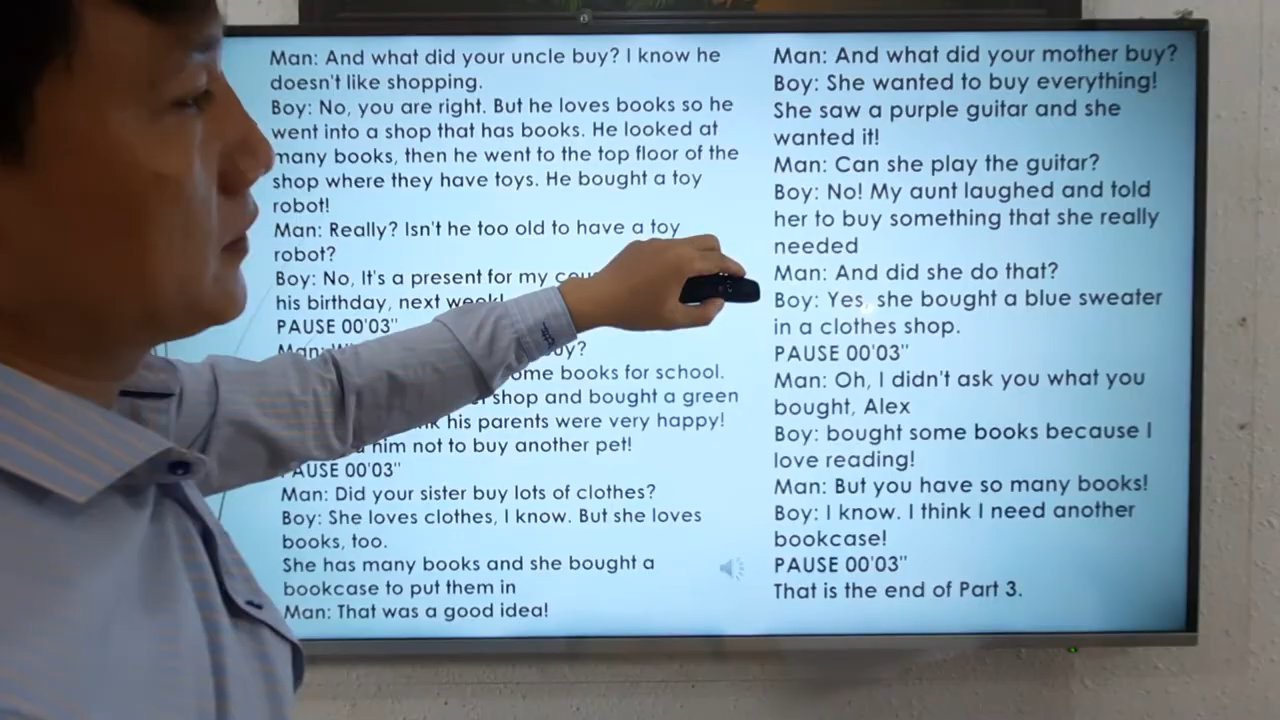 Man: And what did your uncle buy? I know he
doesn't like shopping.
Boy: No, you are right. But he loves books so he
went into a shop that has books. He looked at
many books, then he went to the top floor of the
shop where they have toys. He bought a toy
robot!
Man: Really? Isn't he too old to have a toy
robot?
Boy: No, It's a present for my
his birthday, next week!
PAUSE 00'03"
Man:
some books for school.
shop and bought a green
his parents were very happy!
him not to buy another pet!
PAUSE 00'03"
Man: Did your sister buy lots of clothes?
Boy: She loves clothes, I know. But she loves
books, too.
She has many books and she bought a
bookcase to put them in
Man: That was a good idea!
Man: And what did your mother buy?
Boy: She wanted to buy everything!
She saw a purple guitar and she
wanted it!
Man: Can she play the guitar?
Boy: No! My aunt laughed and told
her to buy something that she really
needed
Man: And did she do that?
Boy: Yes, she bought a blue sweater
in a clothes shop.
PAUSE 00'03"
Man: Oh, I didn't ask you what you
bought, Alex
Boy: bought some books because I
love reading!
Man: But you have so many books!
Boy: I know. I think I need another
bookcase!
PAUSE 00'03"
That is the end of Part 3.